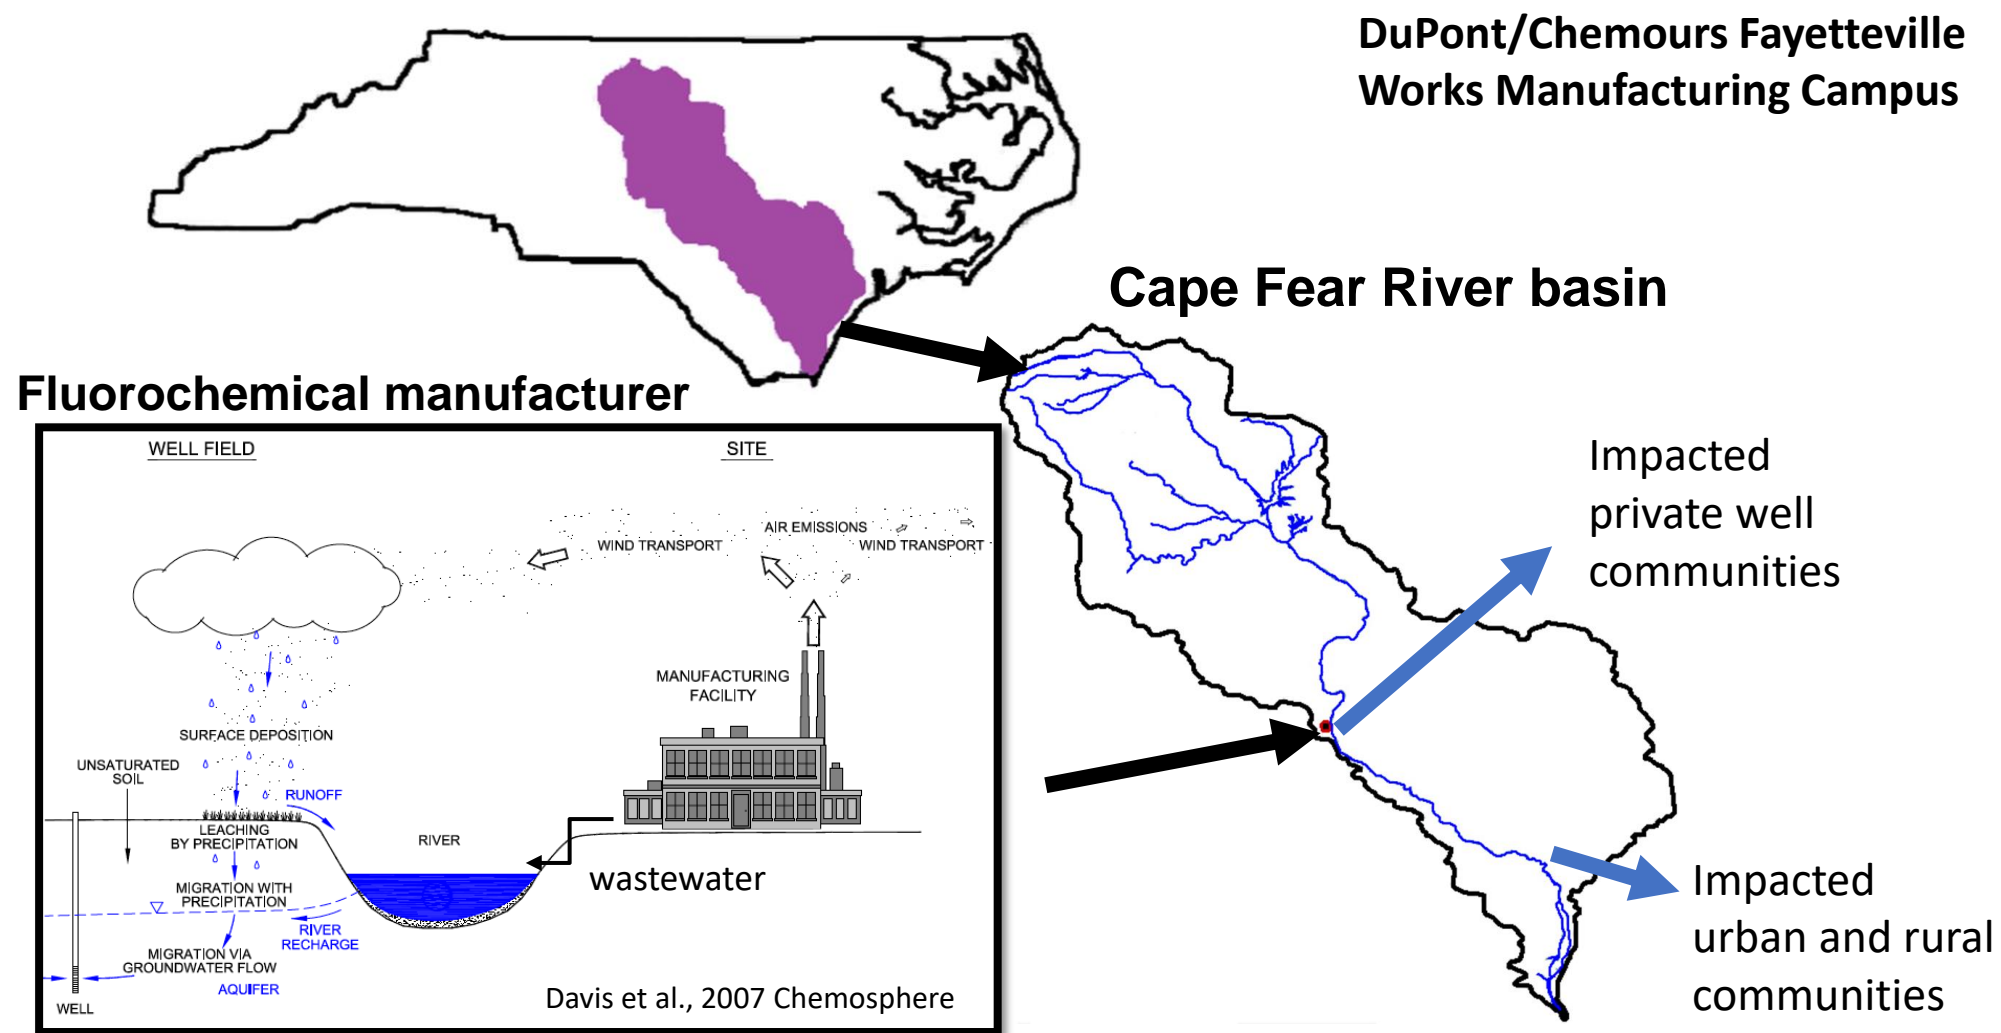 DuPont/Chemours Fayetteville
Works Manufacturing Campus
Cape Fear River basin
Fluorochemical manufacturer
WELL FIELD
SITE
AIR EMISSIONS
WIND TRANSPORT
WIND TRANSPORT
MANUFACTURING
FACILITY
SURFACE DEPOSITION
UNSATURATED
SOIL
RUNOFF
LEACHING
BY PRECIPITATION
RIVER
wastewater
MIGRATION WITH
PRECIPITATION
RIVER
RECHARGE
MIGRATION VIA
GROUNDWATER FLOW
AQUIFER
WELL
Davis et al., 2007 Chemosphere
Impacted
private well
communities
Impacted
urban and rural
communities